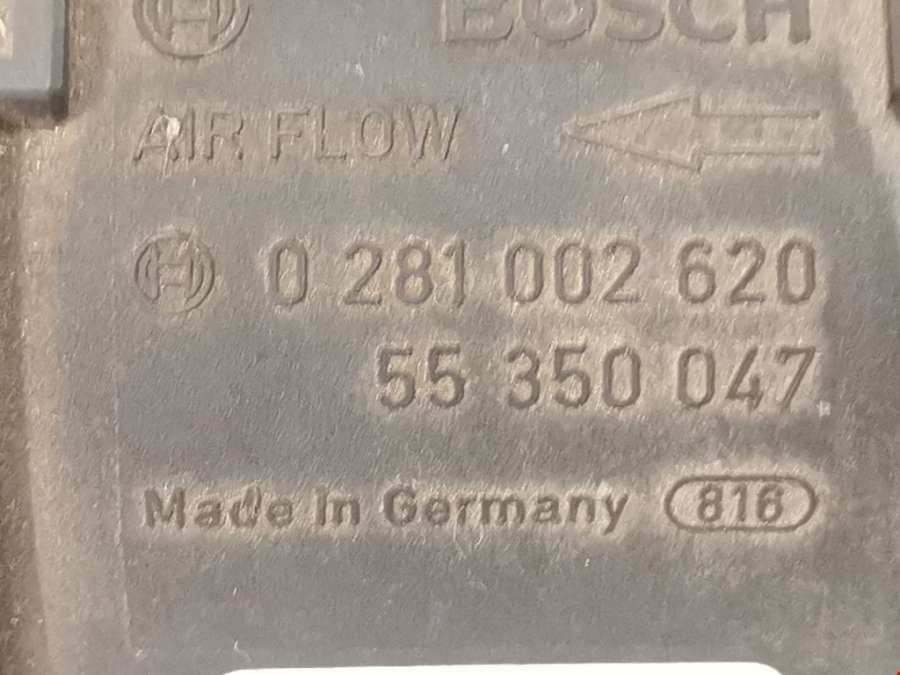 BOSCH
AIR FLOW
0 281 002 620
55 350 047
Made in Germany 816